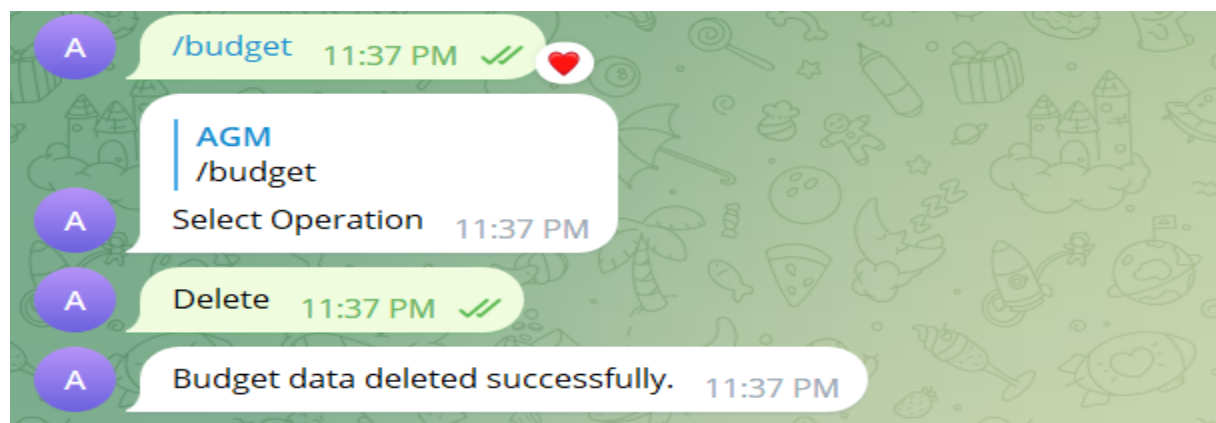 A
/budget 11:37 PM
AGM
/budget
A
Select Operation 11:37 PM
A
Delete 11:37 PM
A
Budget data deleted successfully. 11:37 PM